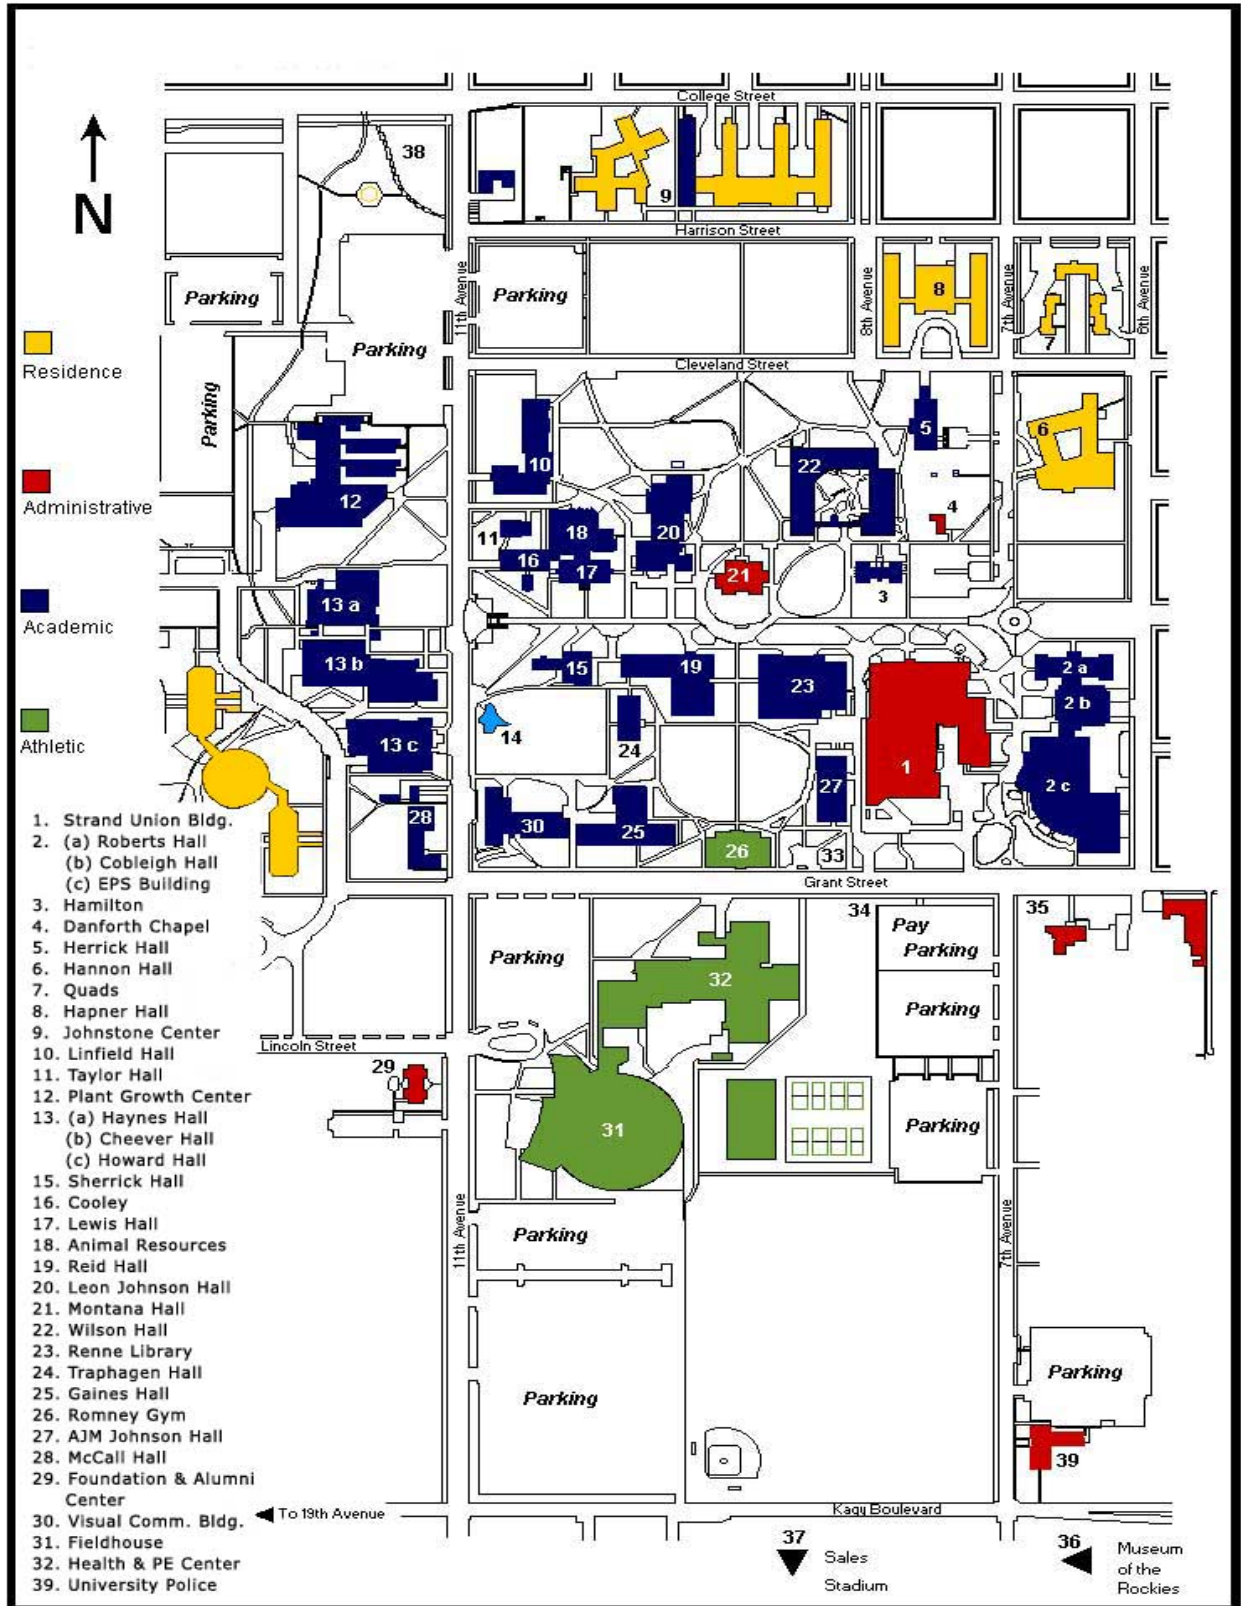 College Street
38
9
Harrison Street
N
Parking
Parking
11th Avenue
8th Avenue
8
7th Avenue
6th Avenue
7
Parking
Cleveland Street
Residence
Parking
5
6
10
22
12
4
Administrative
11
18
20
16
17
21
3
13 a
Academic
13 b
15
19
23
2 a
2 b
14
24
13 c
1
27
2 c
Athletic
28
30
25
26
33
Grant Street
34
35
Pay
Parking
Parking
32
Parking
Lincoln Street
29
31
Parking
11th Avenue
7th Avenue
Parking
Parking
Parking
39
Kagy Boulevard
To 19th Avenue
37
Sales
Stadium
36
Museum
of the
Rockies
1. Strand Union Bldg.
2. (a) Roberts Hall
(b) Cobleigh Hall
(c) EPS Building
3. Hamilton
4. Danforth Chapel
5. Herrick Hall
6. Hannon Hall
7. Quads
8. Hapner Hall
9. Johnstone Center
10. Linfield Hall
11. Taylor Hall
12. Plant Growth Center
13. (a) Haynes Hall
(b) Cheever Hall
(c) Howard Hall
15. Sherrick Hall
16. Cooley
17. Lewis Hall
18. Animal Resources
19. Reid Hall
20. Leon Johnson Hall
21. Montana Hall
22. Wilson Hall
23. Renne Library
24. Traphagen Hall
25. Gaines Hall
26. Romney Gym
27. AJM Johnson Hall
28. McCall Hall
29. Foundation & Alumni
Center
30. Visual Comm. Bldg.
31. Fieldhouse
32. Health & PE Center
39. University Police